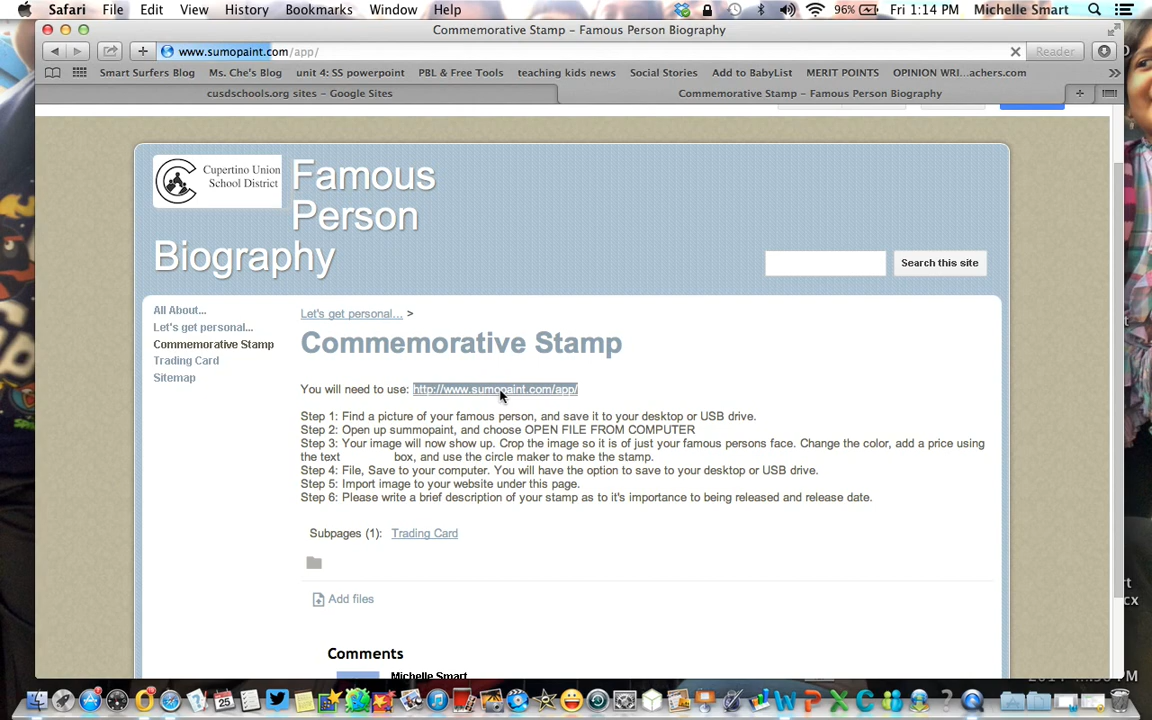 Safari File Edit View History Bookmarks Window Help 96% Fri 1:14 PM Michelle Smart
Commemorative Stamp – Famous Person Biography
www.sumopaint.com/app/ Reader
Smart Surfers Blog Ms. Che's Blog unit 4: SS powerpoint PBL & Free Tools teaching kids news Social Stories Add to BabyList MERIT POINTS OPINION WRI...achers.com
cusdschools.org sites – Google Sites Commemorative Stamp – Famous Person Biography
Cupertino Union
School District
Famous
Person
Biography
Search this site
All About...
Let's get personal...
Commemorative Stamp
Trading Card
Sitemap
Let's get personal... >
Commemorative Stamp
You will need to use: http://www.sumopaint.com/app/
Step 1: Find a picture of your famous person, and save it to your desktop or USB drive.
Step 2: Open up summopaint, and choose OPEN FILE FROM COMPUTER
Step 3: Your image will now show up. Crop the image so it is of just your famous persons face. Change the color, add a price using
the text box, and use the circle maker to make the stamp.
Step 4: File, Save to your computer. You will have the option to save to your desktop or USB drive.
Step 5: Import image to your website under this page.
Step 6: Please write a brief description of your stamp as to it's importance to being released and release date.
Subpages (1): Trading Card
Add files
Comments
Michelle Smart